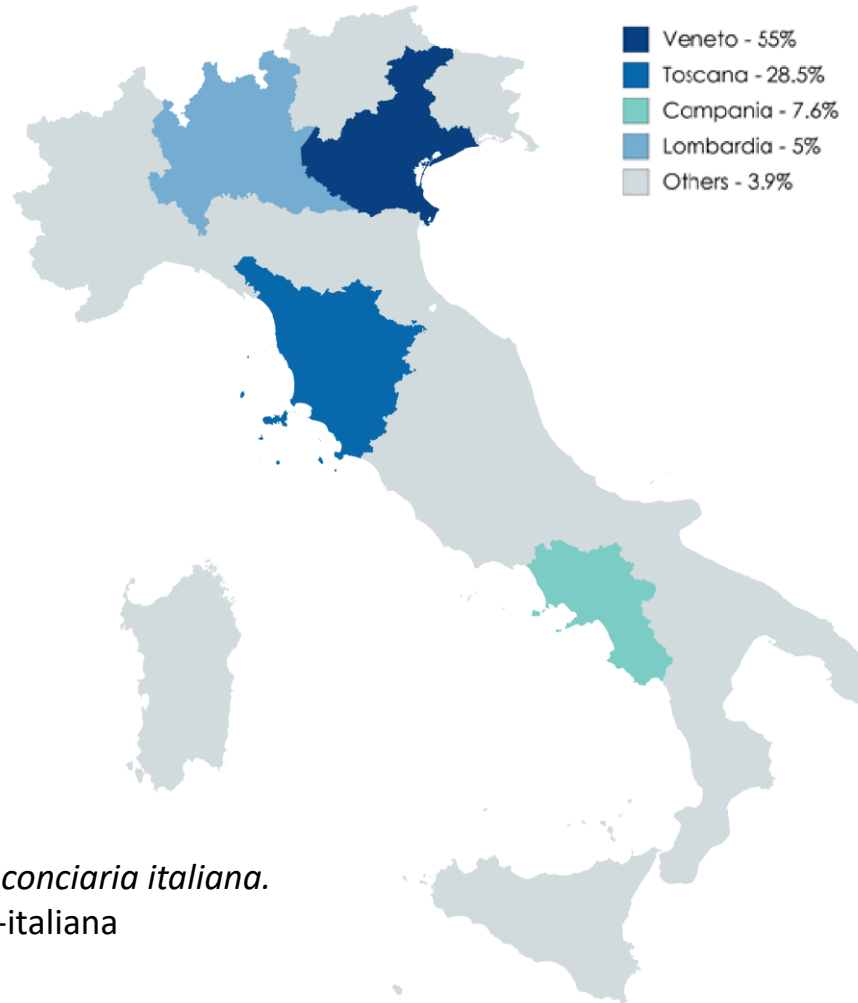 Veneto - 55%
Toscana - 28.5%
Campania - 7.6%
Lombardia - 5%
Others - 3.9%
conciaria italiana.
-italiana